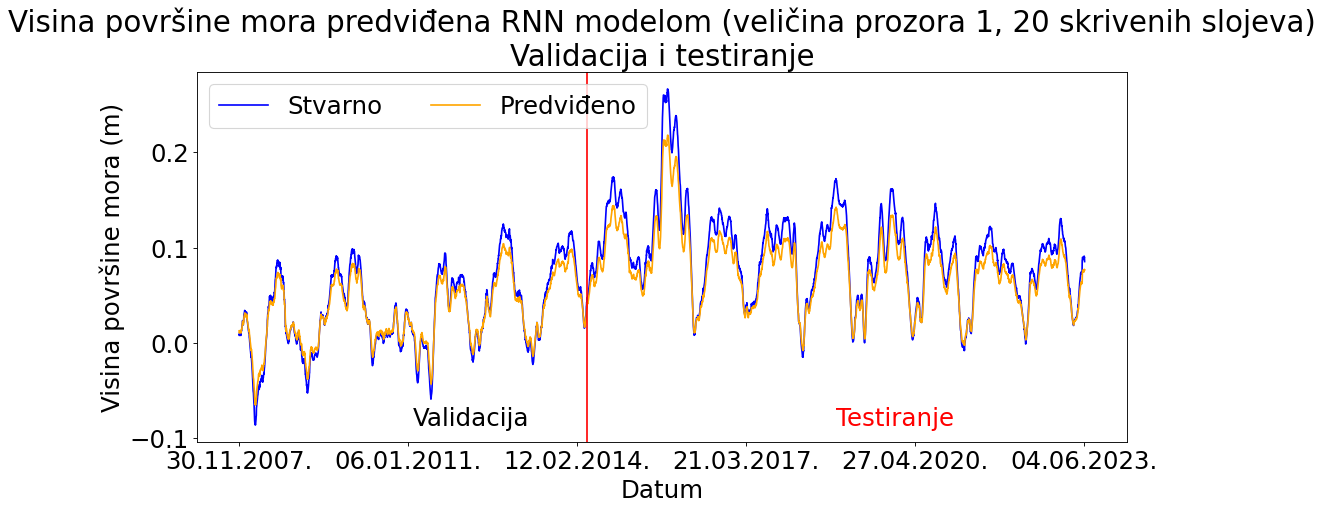 Visina površine mora predviđena RNN modelom (veličina prozora 1, 20 skrivenih slojeva)
Validacija i testiranje
Stvarno Predviđeno
Visina površine mora (m)
0.2
0.1
0.0
−0.1
Validacija
Testiranje
30.11.2007. 06.01.2011. 12.02.2014. 21.03.2017. 27.04.2020. 04.06.2023.
Datum